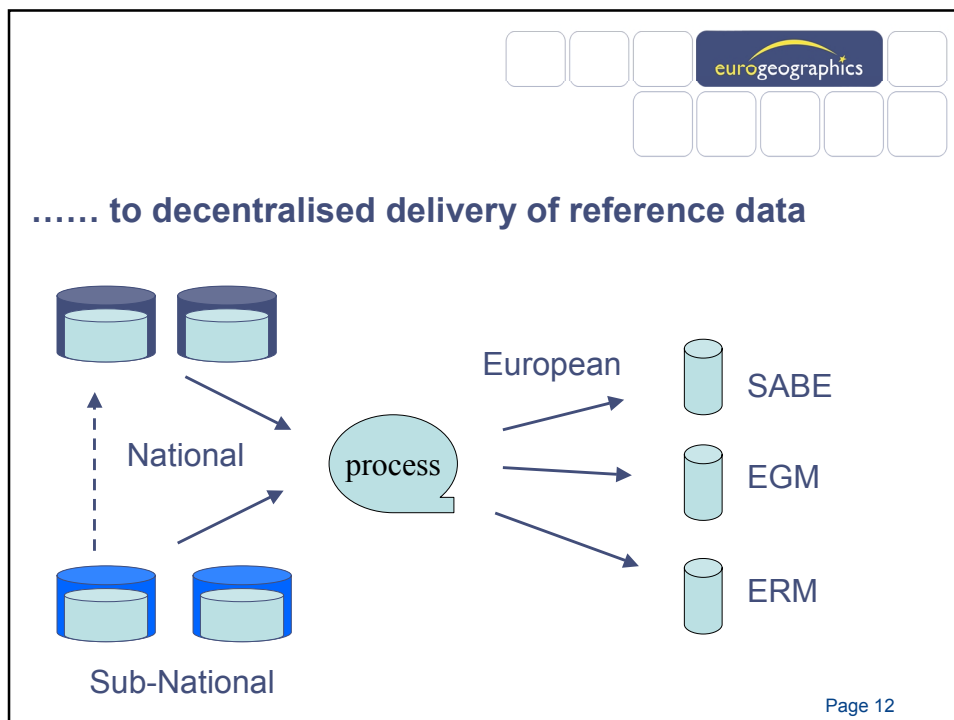 eurogeographics
…… to decentralised delivery of reference data
European
SABE
National
process
EGM
ERM
Sub-National
Page 12